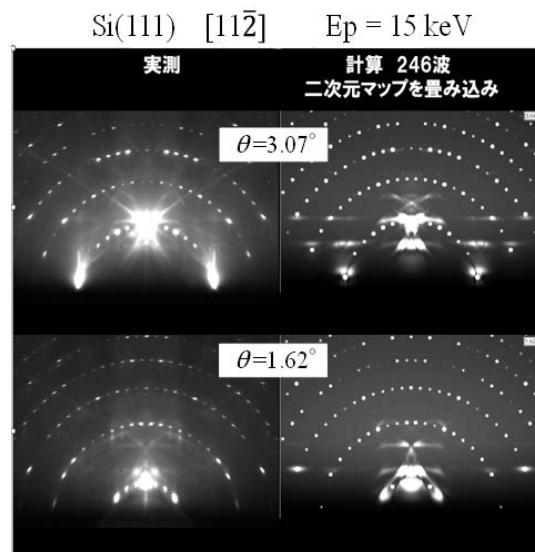 Si(111) [11$\bar{2}$] Ep = 15 keV
実測
計算 246波
二次元マップを畳み込み
θ=3.07°
θ=1.62°